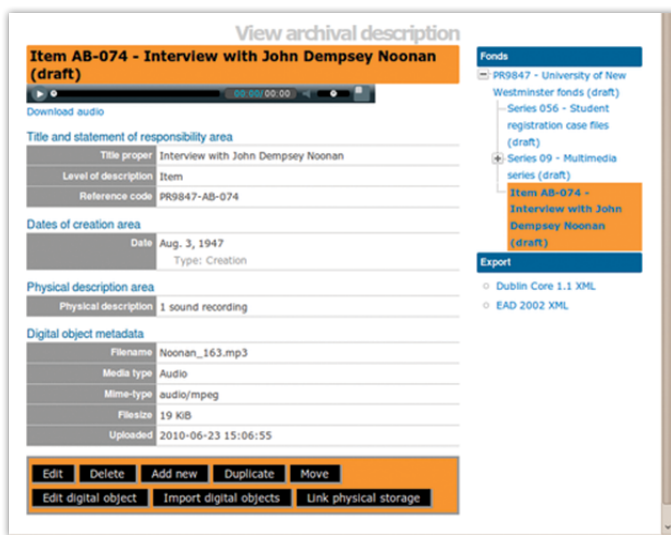 View archival description
Item AB-074 - Interview with John Dempsey Noonan
(draft)
00:00/00:00
Download audio
Title and statement of responsibility area
Title proper Interview with John Dempsey Noonan
Level of description Item
Reference code PR9847-AB-074
Dates of creation area
Date Aug. 3, 1947
Type: Creation
Physical description area
Physical description 1 sound recording
Digital object metadata
Filename Noonan_163.mp3
Media type Audio
Mime-type audio/mpeg
Filesize 19 KiB
Uploaded 2010-06-23 15:06:55
Edit Delete Add new Duplicate Move
Edit digital object Import digital objects Link physical storage
Fonds
PR9847 - University of New
Westminster fonds (draft)
Series 056 - Student
registration case files
(draft)
Series 09 - Multimedia
series (draft)
Item AB-074 -
Interview with John
Dempsey Noonan
(draft)
Export
Dublin Core 1.1 XML
EAD 2002 XML